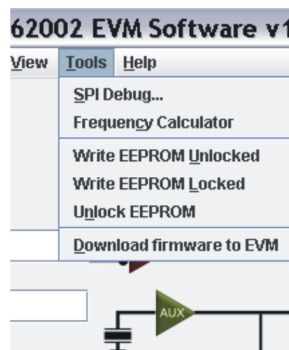 62002 EVM Software v1
View Tools Help
SPI Debug...
Frequency Calculator
Write EEPROM Unlocked
Write EEPROM Locked
Unlock EEPROM
Download firmware to EVM
AUX